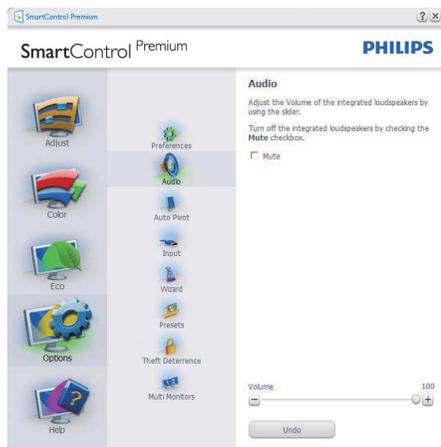 SmartControl Premium
SmartControl Premium
PHILIPS
Adjust
Color
Eco
Options
Help
Preferences
Audio
Auto Pivot
Input
Wizard
Presets
Theft Deterrence
Multi Monitors
Audio
Adjust the Volume of the integrated loudspeakers by
using the slider.
Turn off the integrated loudspeakers by checking the
Mute checkbox.
Mute
Volume 100
Undo